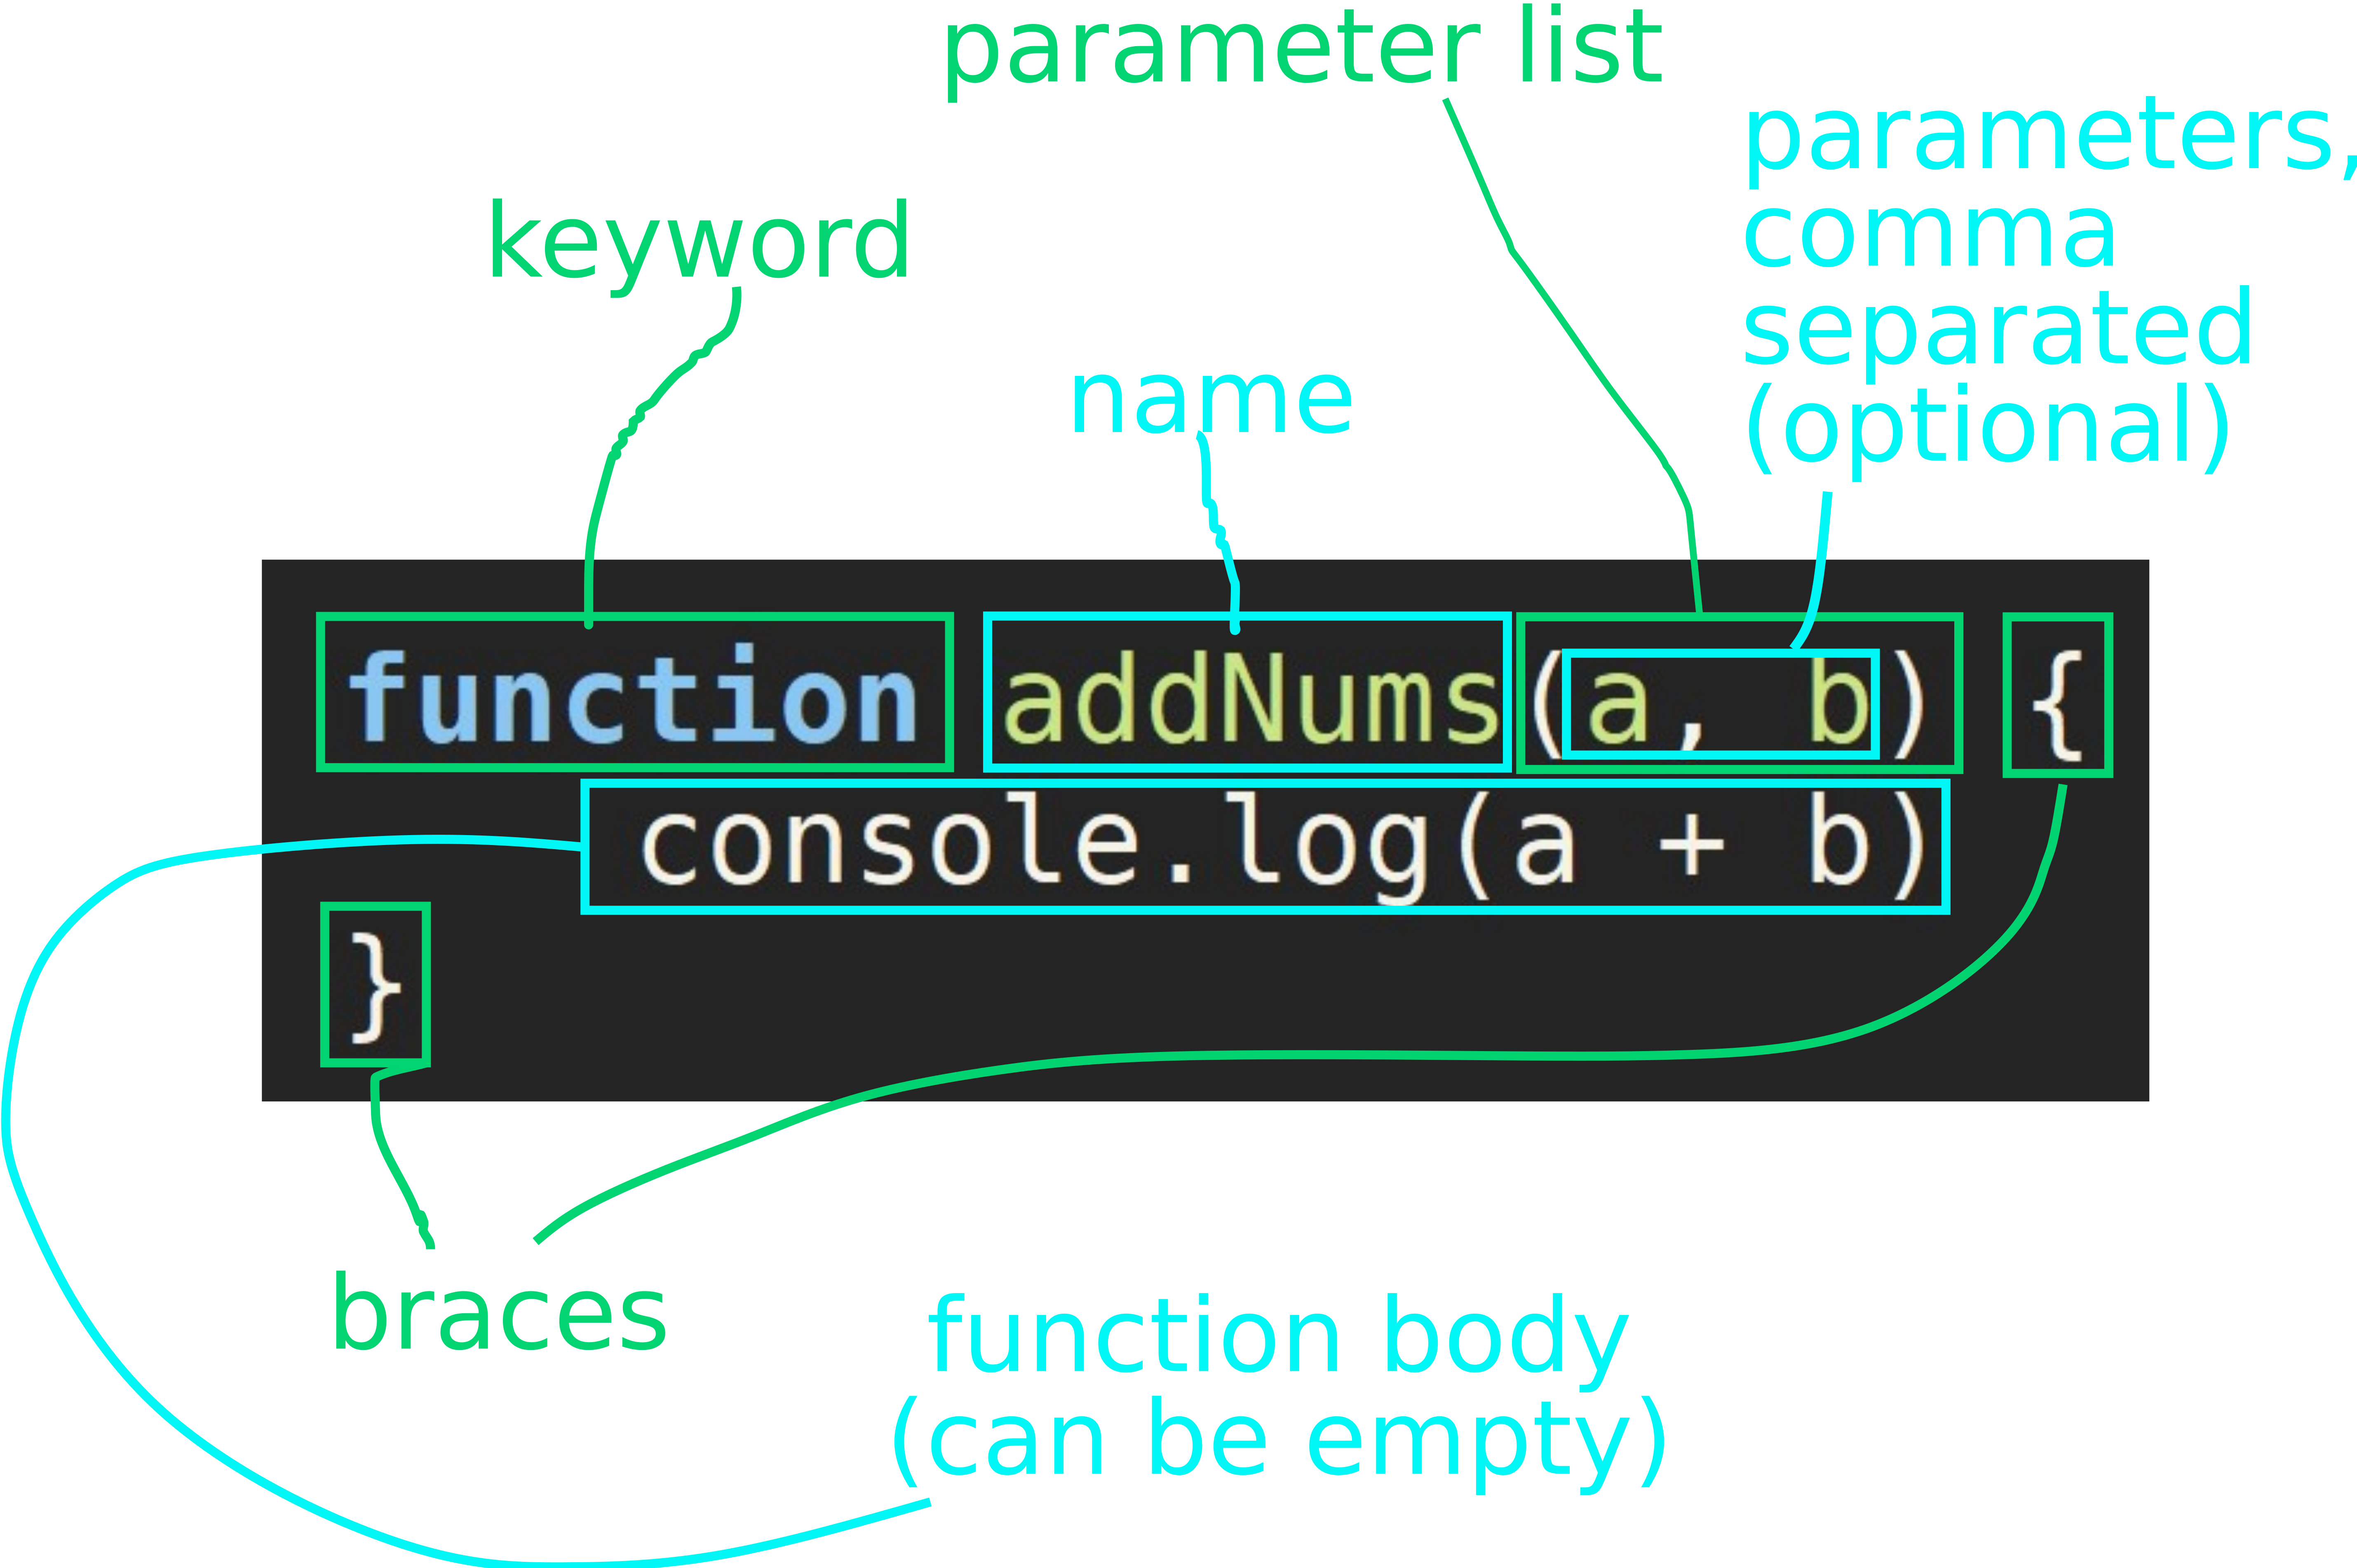 parameter list
parameters,
comma
separated
(optional)
keyword
name
function addNums(a, b) {
console.log(a + b)
}
braces
function body
(can be empty)